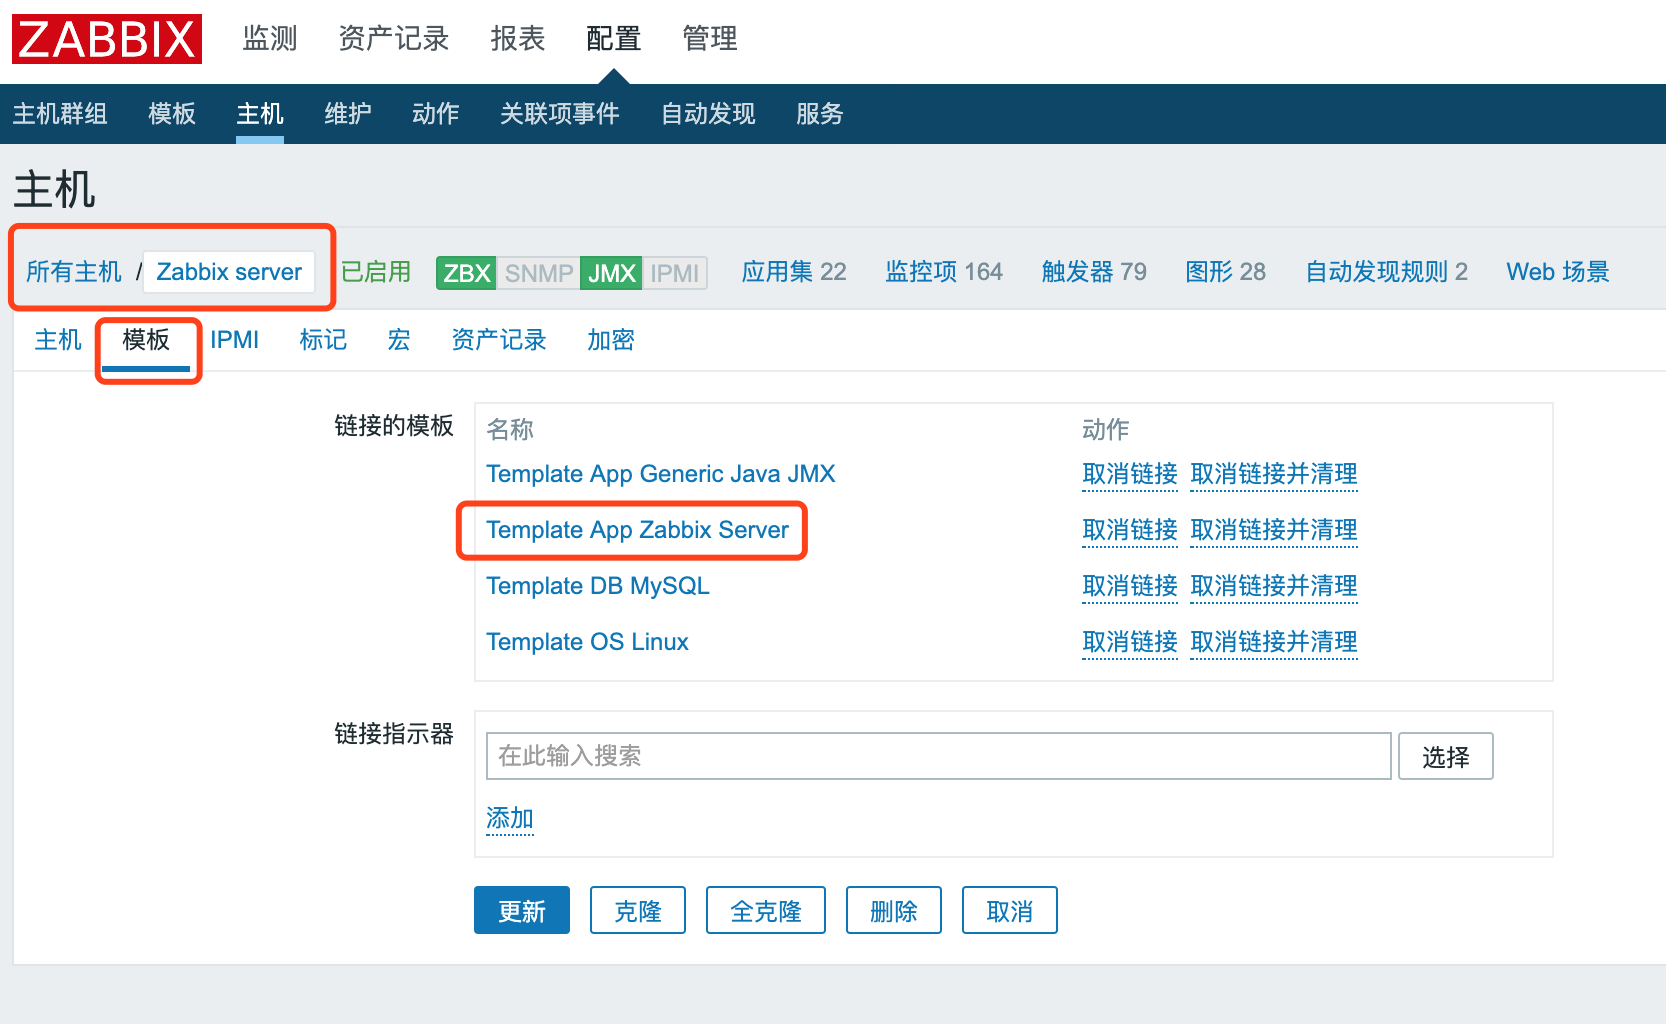 ZABBIX 监测 资产记录 报表 配置 管理
主机群组 模板 主机 维护 动作 关联项事件 自动发现 服务
主机
所有主机 / Zabbix server 已启用 ZBX SNMP JMX IPMI 应用集 22 监控项 164 触发器 79 图形 28 自动发现规则 2 Web 场景
主机 模板 IPMI 标记 宏 资产记录 加密
链接的模板 名称 动作
Template App Generic Java JMX 取消链接 取消链接并清理
Template App Zabbix Server 取消链接 取消链接并清理
Template DB MySQL 取消链接 取消链接并清理
Template OS Linux 取消链接 取消链接并清理
链接指示器 在此输入搜索 选择
添加
更新 克隆 全克隆 删除 取消